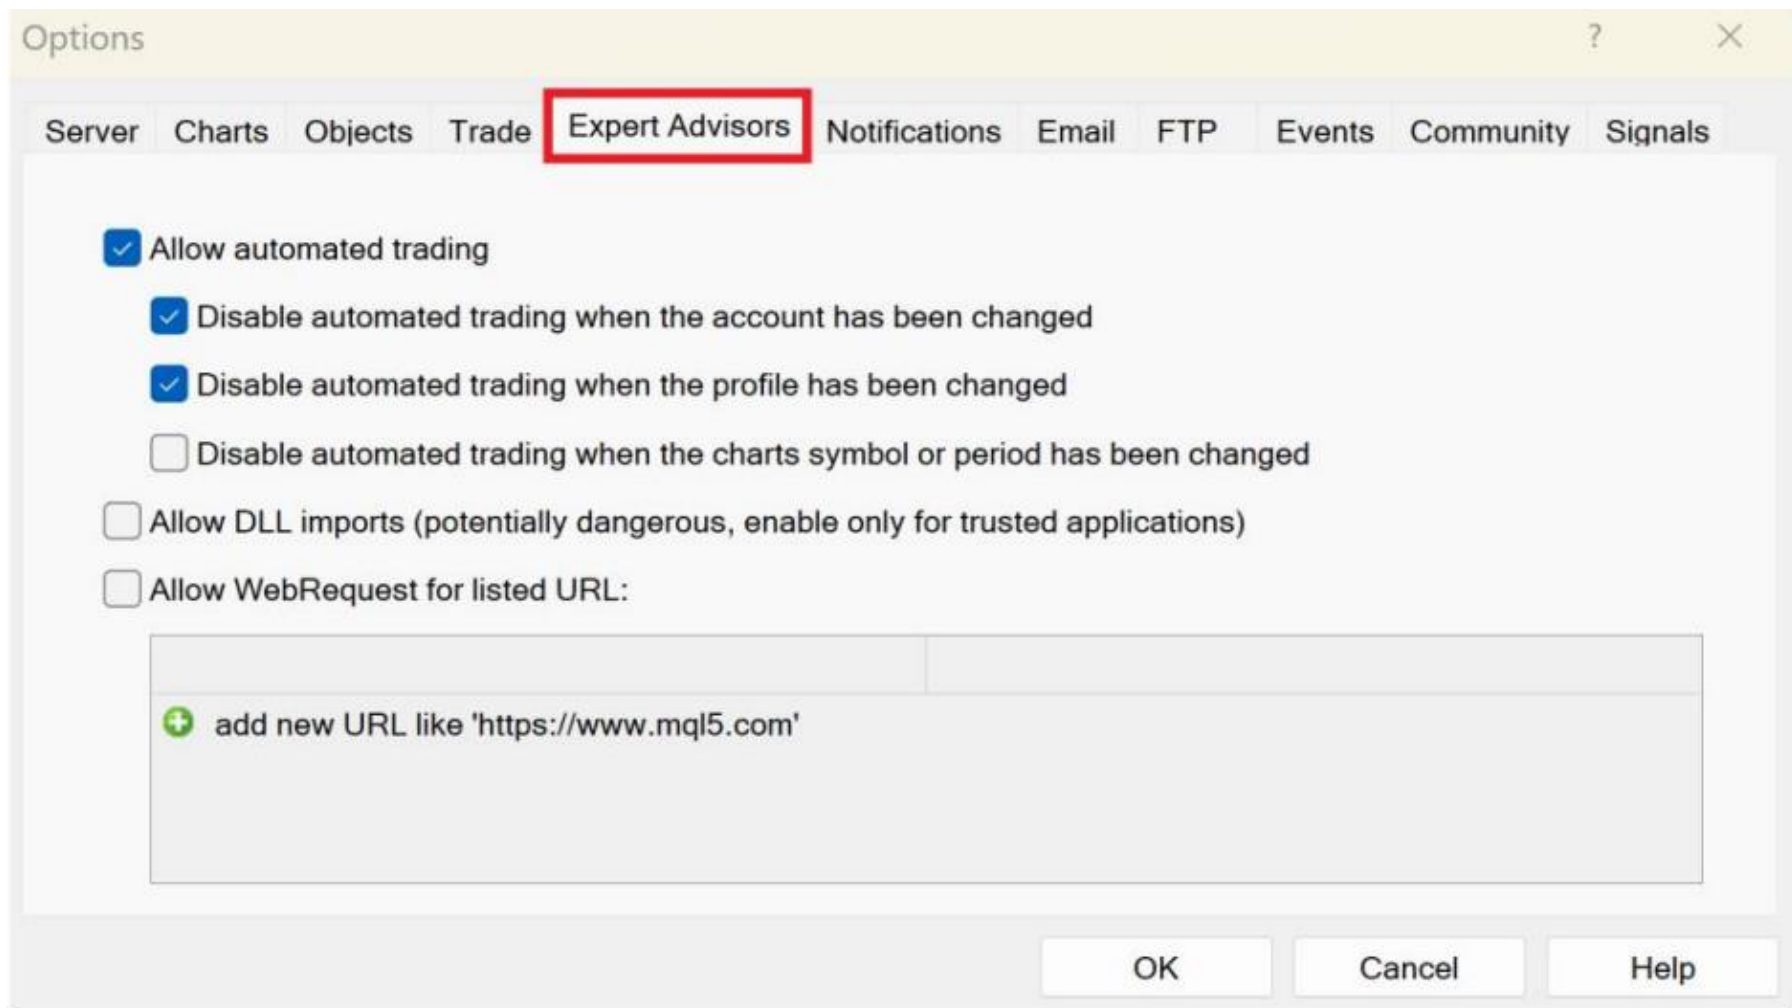 Options ?
Server Charts Objects Trade Expert Advisors Notifications Email FTP Events Community Signals
Allow automated trading
Disable automated trading when the account has been changed
Disable automated trading when the profile has been changed
Disable automated trading when the charts symbol or period has been changed
Allow DLL imports (potentially dangerous, enable only for trusted applications)
Allow WebRequest for listed URL:
add new URL like 'https://www.mql5.com'
OK Cancel Help